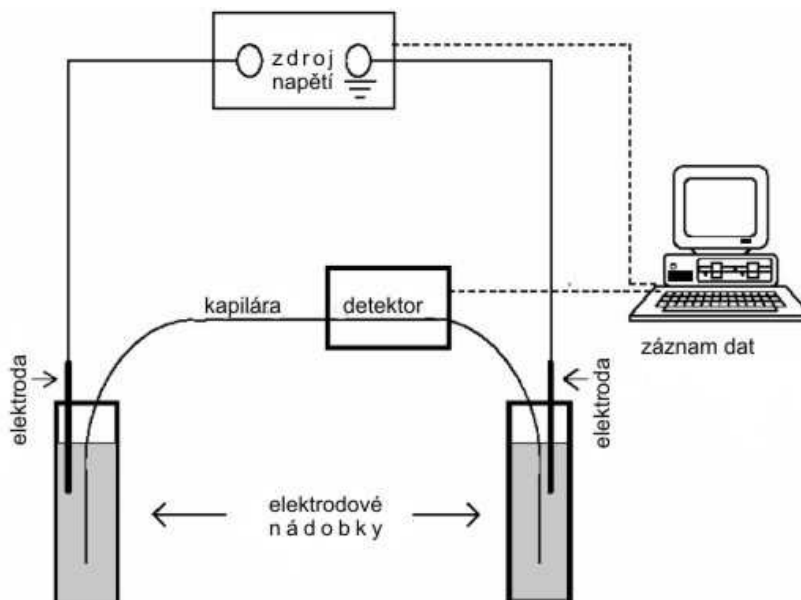 zdroj
napětí
kapilára
detektor
záznam dat
elektroda
elektroda
elektrodové
nádobky